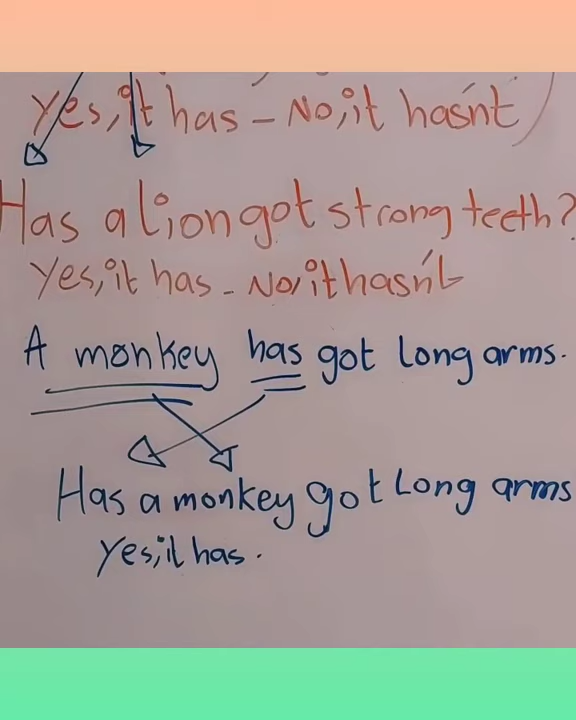 Yes, it has - No, it hasn't
Has a lion got strong teeth?
Yes, it has - No, it hasn't
A monkey has got long arms.
Has a monkey got Long arms
Yes, it has.